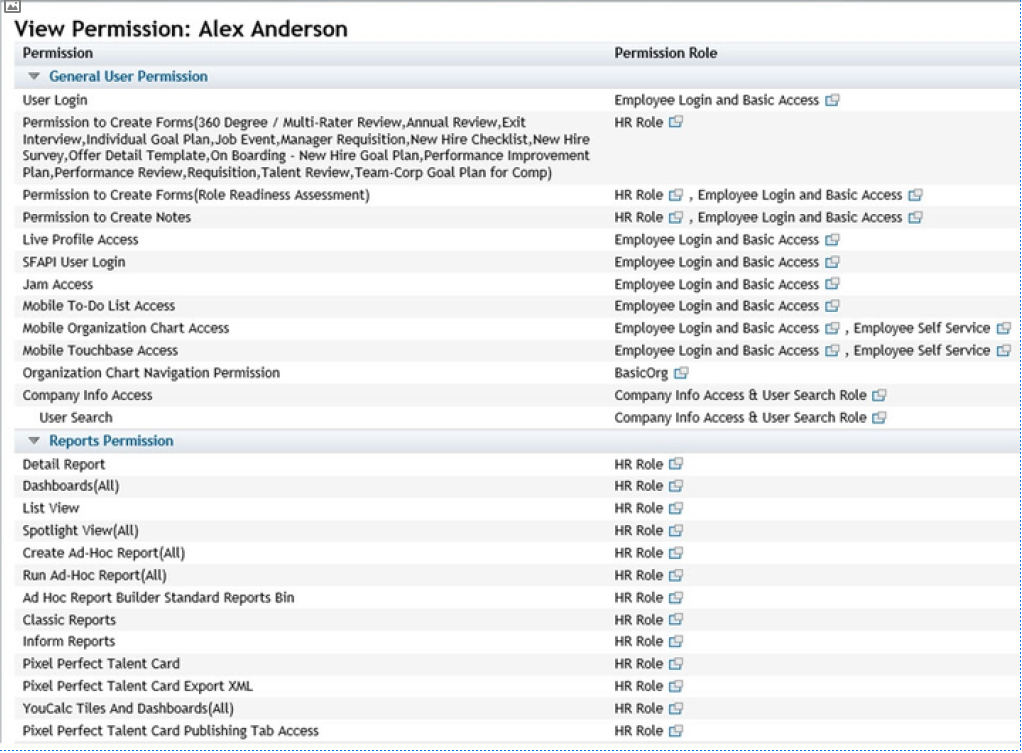 View Permission: Alex Anderson
Permission Permission Role
General User Permission
User Login Employee Login and Basic Access
Permission to Create Forms(360 Degree / Multi-Rater Review,Annual Review,Exit HR Role
Interview,Individual Goal Plan,Job Event,Manager Requisition,New Hire Checklist,New Hire
Survey,Offer Detail Template,On Boarding - New Hire Goal Plan,Performance Improvement
Plan,Performance Review,Requisition,Talent Review,Team-Corp Goal Plan for Comp)
Permission to Create Forms(Role Readiness Assessment) HR Role , Employee Login and Basic Access
Permission to Create Notes HR Role , Employee Login and Basic Access
Live Profile Access Employee Login and Basic Access
SFAPI User Login Employee Login and Basic Access
Jam Access Employee Login and Basic Access
Mobile To-Do List Access Employee Login and Basic Access
Mobile Organization Chart Access Employee Login and Basic Access , Employee Self Service
Mobile Touchbase Access Employee Login and Basic Access , Employee Self Service
Organization Chart Navigation Permission BasicOrg
Company Info Access Company Info Access & User Search Role
User Search Company Info Access & User Search Role
Reports Permission
Detail Report HR Role
Dashboards(All) HR Role
List View HR Role
Spotlight View(All) HR Role
Create Ad-Hoc Report(All) HR Role
Run Ad-Hoc Report(All) HR Role
Ad Hoc Report Builder Standard Reports Bin HR Role
Classic Reports HR Role
Inform Reports HR Role
Pixel Perfect Talent Card HR Role
Pixel Perfect Talent Card Export XML HR Role
YouCalc Tiles And Dashboards(All) HR Role
Pixel Perfect Talent Card Publishing Tab Access HR Role